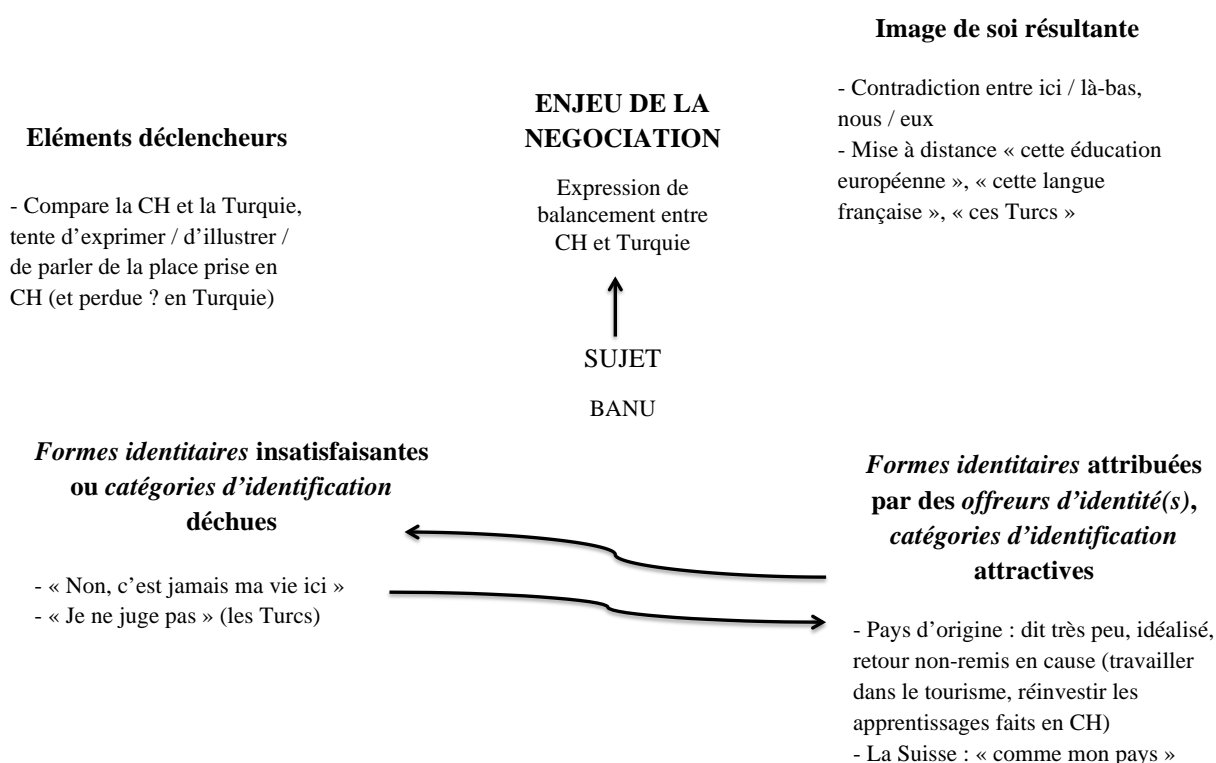 Image de soi résultante
- Contradiction entre ici / là-bas,
nous / eux
- Mise à distance « cette éducation
européenne », « cette langue
française », « ces Turcs »
ENJEU DE LA
NEGOCIATION
Expression de
balancement entre
CH et Turquie
Eléments déclencheurs
- Compare la CH et la Turquie,
tente d’exprimer / d’illustrer /
de parler de la place prise en
CH (et perdue ? en Turquie)
SUJET
BANU
Formes identitaires insatisfaisantes
ou catégories d’identification
déchues
- « Non, c’est jamais ma vie ici »
- « Je ne juge pas » (les Turcs)
Formes identitaires attribuées
par des offreurs d’identité(s),
catégories d’identification
attractives
- Pays d’origine : dit très peu, idéalisé,
retour non-remis en cause (travailler
dans le tourisme, réinvestir les
apprentissages faits en CH)
- La Suisse : « comme mon pays »